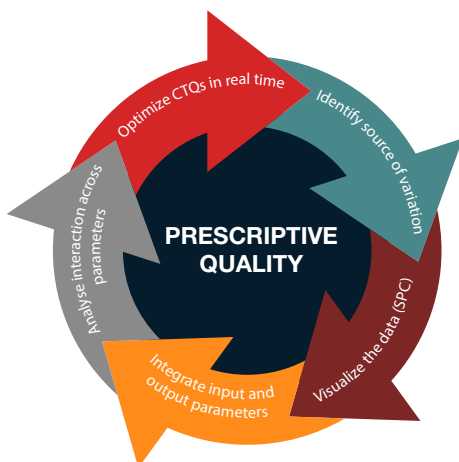 Optimize CTQs in real time
Identify source of variation
Visualize the data (SPC)
Integrate input and
output parameters
Analyse interaction across
parameters
PRESCRIPTIVE
QUALITY